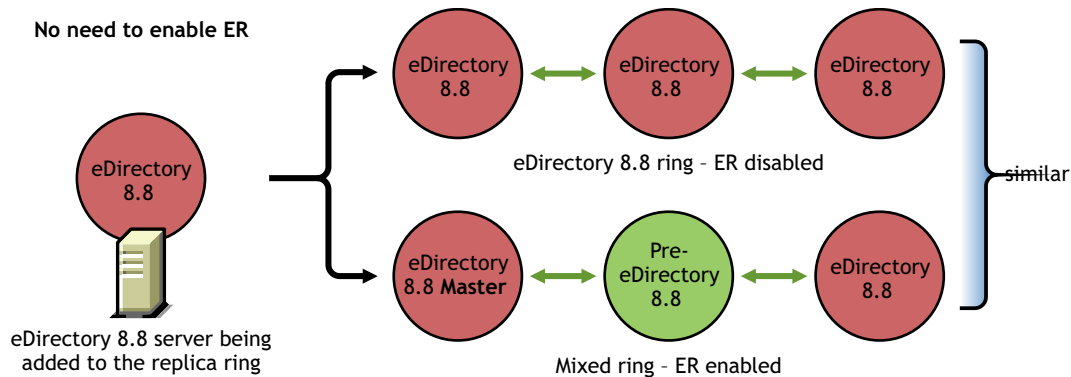 No need to enable ER
eDirectory
8.8
eDirectory 8.8 server being
added to the replica ring
eDirectory
8.8
eDirectory
8.8
eDirectory
8.8
eDirectory 8.8 ring – ER disabled
eDirectory
8.8 Master
Pre-
eDirectory
8.8
eDirectory
8.8
Mixed ring – ER enabled
similar